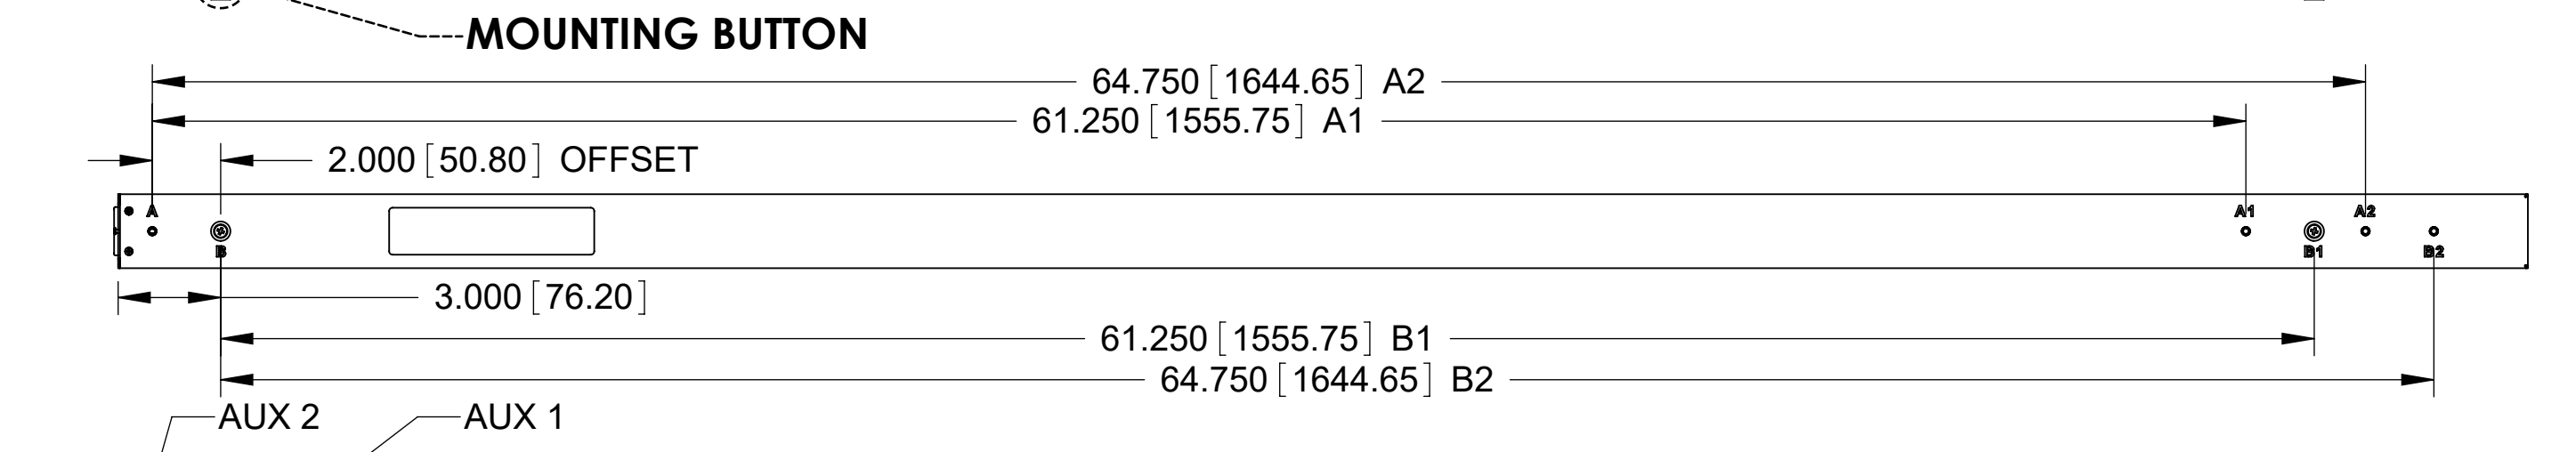 MOUNTING BUTTON
64.750 [1644.65] A2
61.250 [1555.75] A1
2.000 [50.80] OFFSET
A A1 A2
B B1 B2
3.000 [76.20]
61.250 [1555.75] B1
64.750 [1644.65] B2
AUX 2 AUX 1